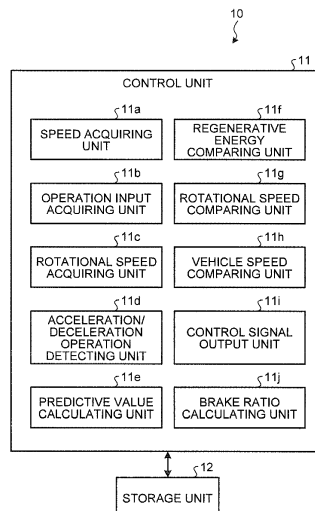 10
11
CONTROL UNIT
11a
SPEED ACQUIRING
UNIT
11f
REGENERATIVE
ENERGY
COMPARING UNIT
11b
OPERATION INPUT
ACQUIRING UNIT
11g
ROTATIONAL SPEED
COMPARING UNIT
11c
ROTATIONAL SPEED
ACQUIRING UNIT
11h
VEHICLE SPEED
COMPARING UNIT
11d
ACCELERATION/
DECELERATION
OPERATION
DETECTING UNIT
11i
CONTROL SIGNAL
OUTPUT UNIT
11e
PREDICTIVE VALUE
CALCULATING UNIT
11j
BRAKE RATIO
CALCULATING UNIT
12
STORAGE UNIT